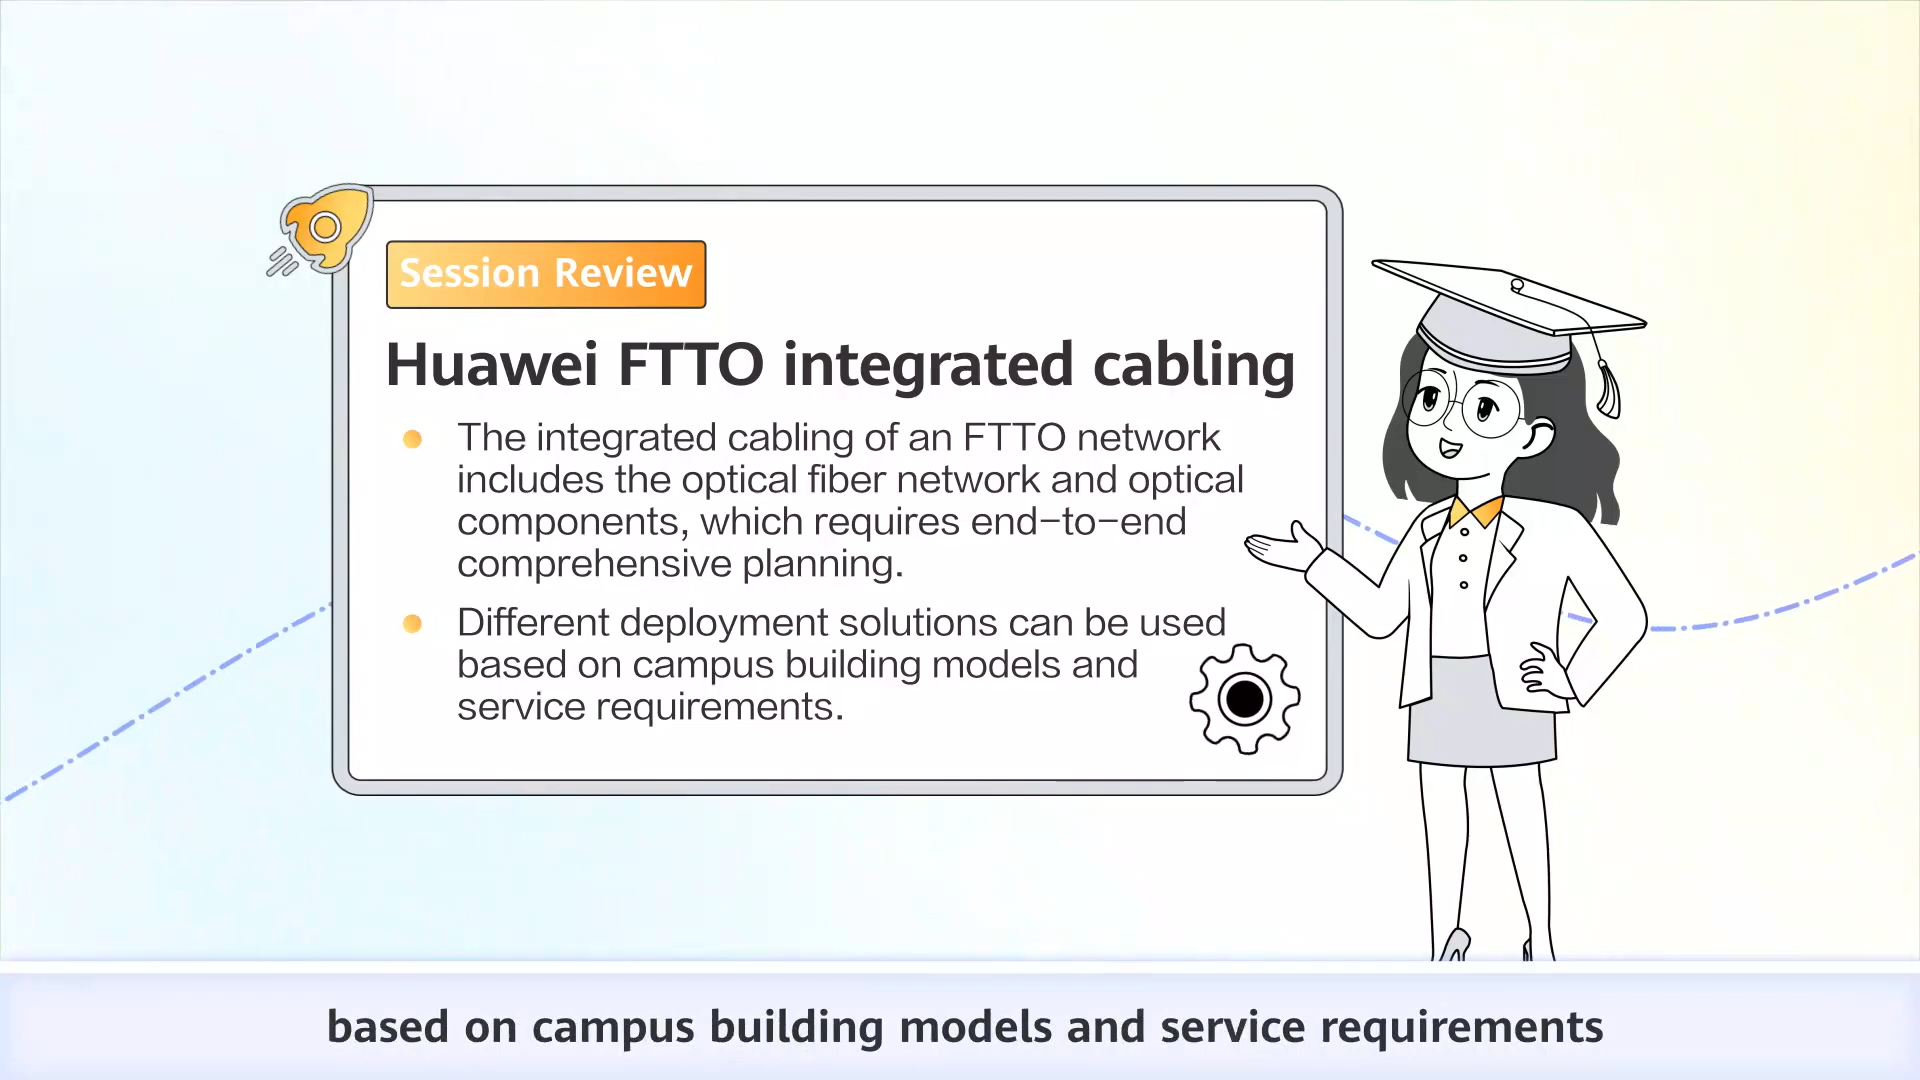 Session Review
Huawei FTTO integrated cabling
The integrated cabling of an FTTO network
includes the optical fiber network and optical
components, which requires end-to-end
comprehensive planning.
Different deployment solutions can be used
based on campus building models and
service requirements.
based on campus building models and service requirements